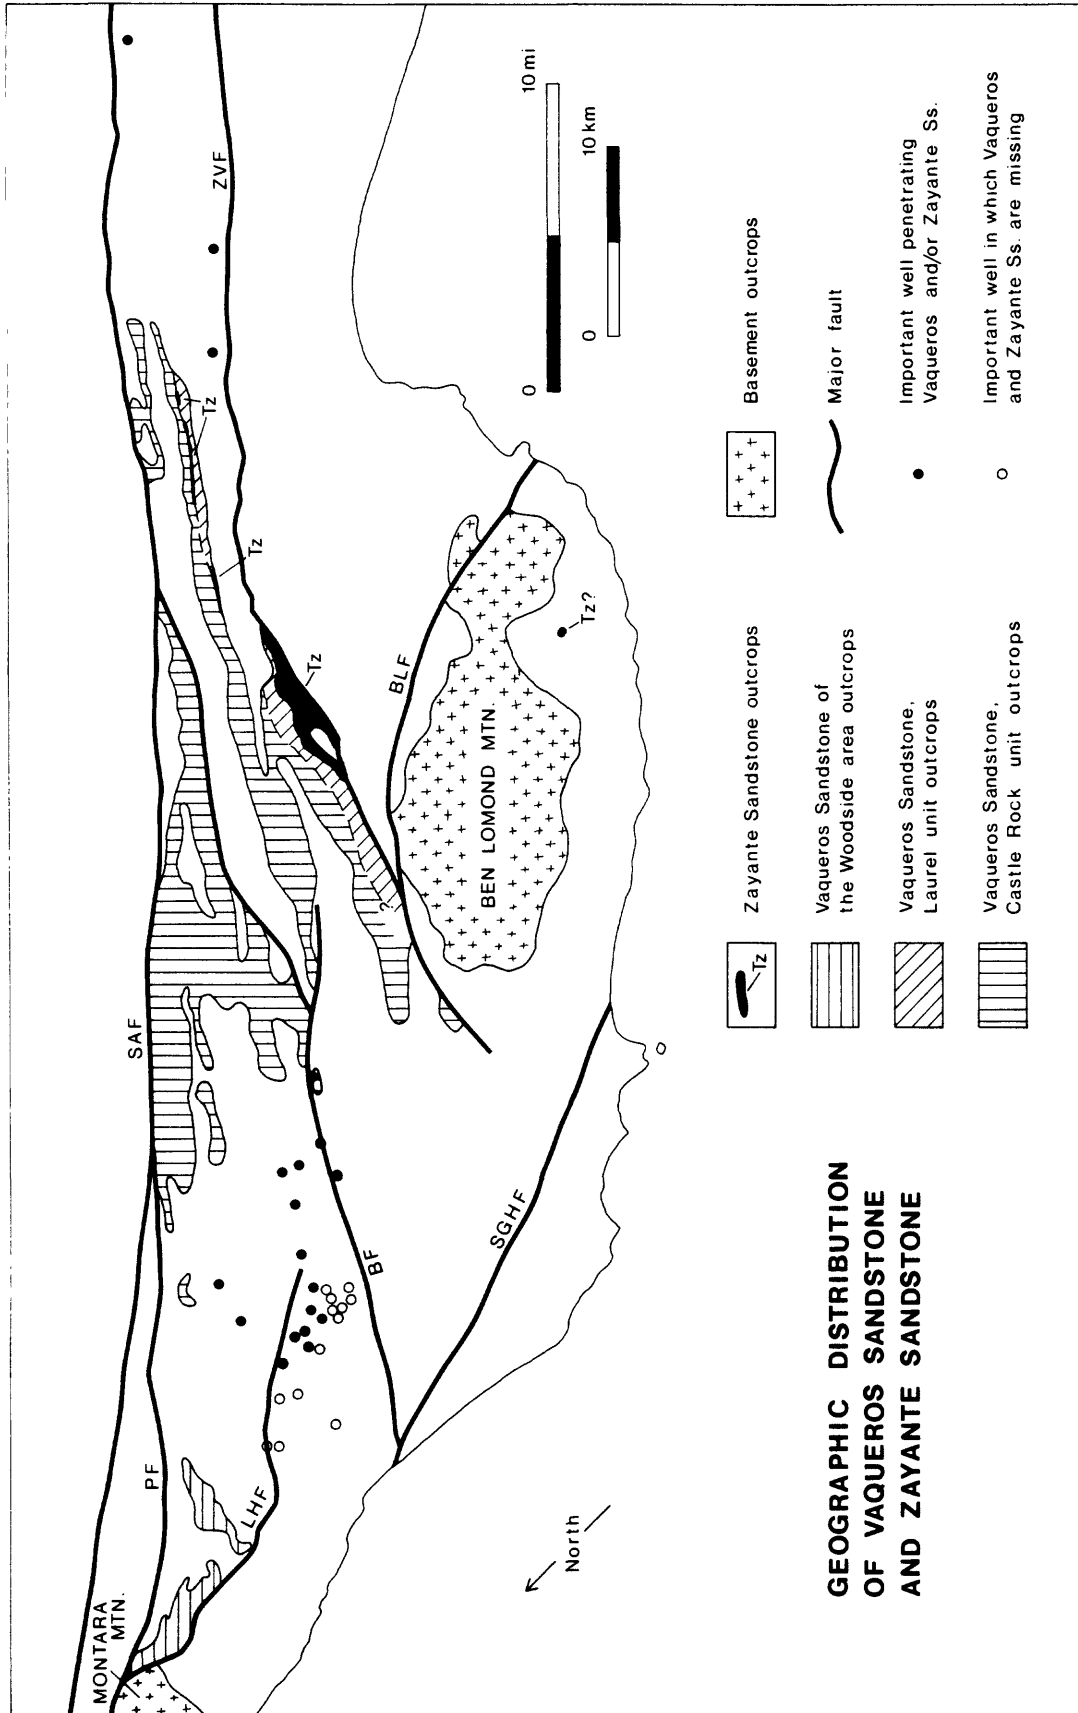 MONTARA
MTN.
PF
LHF
SAF
BF
SGHF
BLF
ZVF
BEN LOMOND MTN.
?
Tz
Tz
Tz
Tz?
North
0
10 mi
0
10 km
GEOGRAPHIC DISTRIBUTION
OF VAQUEROS SANDSTONE
AND ZAYANTE SANDSTONE
Tz
Zayante Sandstone outcrops
Vaqueros Sandstone of
the Woodside area outcrops
Vaqueros Sandstone,
Laurel unit outcrops
Vaqueros Sandstone,
Castle Rock unit outcrops
Basement outcrops
Major fault
Important well penetrating
Vaqueros and/or Zayante Ss.
Important well in which Vaqueros
and Zayante Ss. are missing